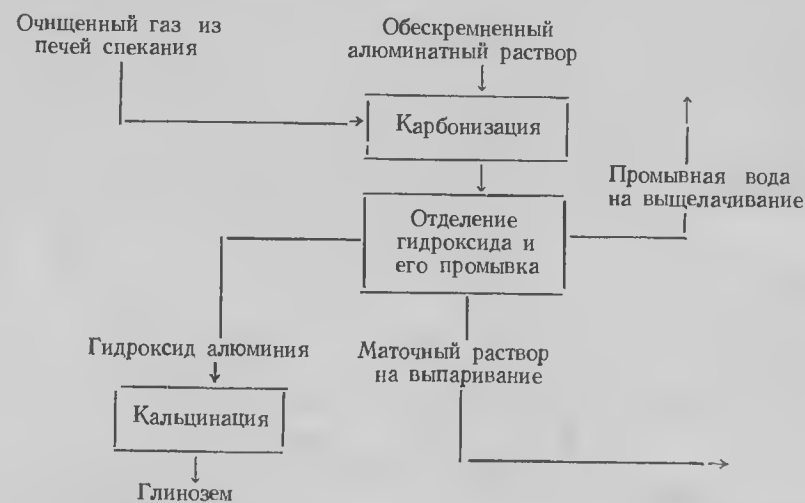 Очищенный газ из
печей спекания
Обескремненный
алюминатный раствор
Карбонизация
Промывная вода
на выщелачивание
Отделение
гидроксида и
его промывка
Гидроксид алюминия
Маточный раствор
на выпаривание
Кальцинация
Глинозем